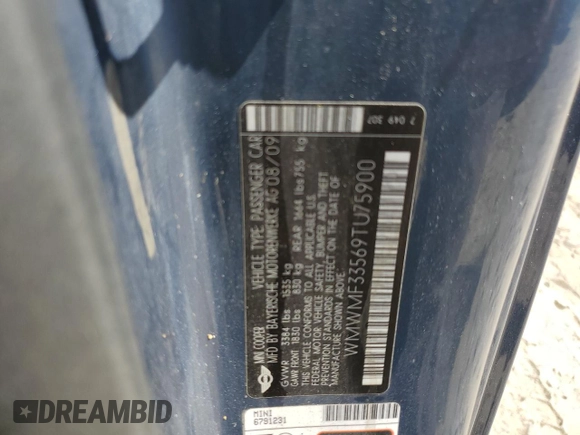 7 049 307
MINI COOPER
VEHICLE TYPE: PASSENGER CAR
MFD BY BAYERISCHE MOTORENWERKE AG 08/09
GVWR 3384 lbs 1535 kg
GAWR FRONT 1830 lbs 830 kg REAR 1664 lbs 755 kg
THIS VEHICLE CONFORMS TO ALL APPLICABLE U.S.
FEDERAL MOTOR VEHICLE SAFETY, BUMPER AND THEFT
PREVENTION STANDARDS IN EFFECT ON THE DATE OF
MANUFACTURE SHOWN ABOVE.
WMWMF33569TU75900
MINI
6791231
DREAMBID